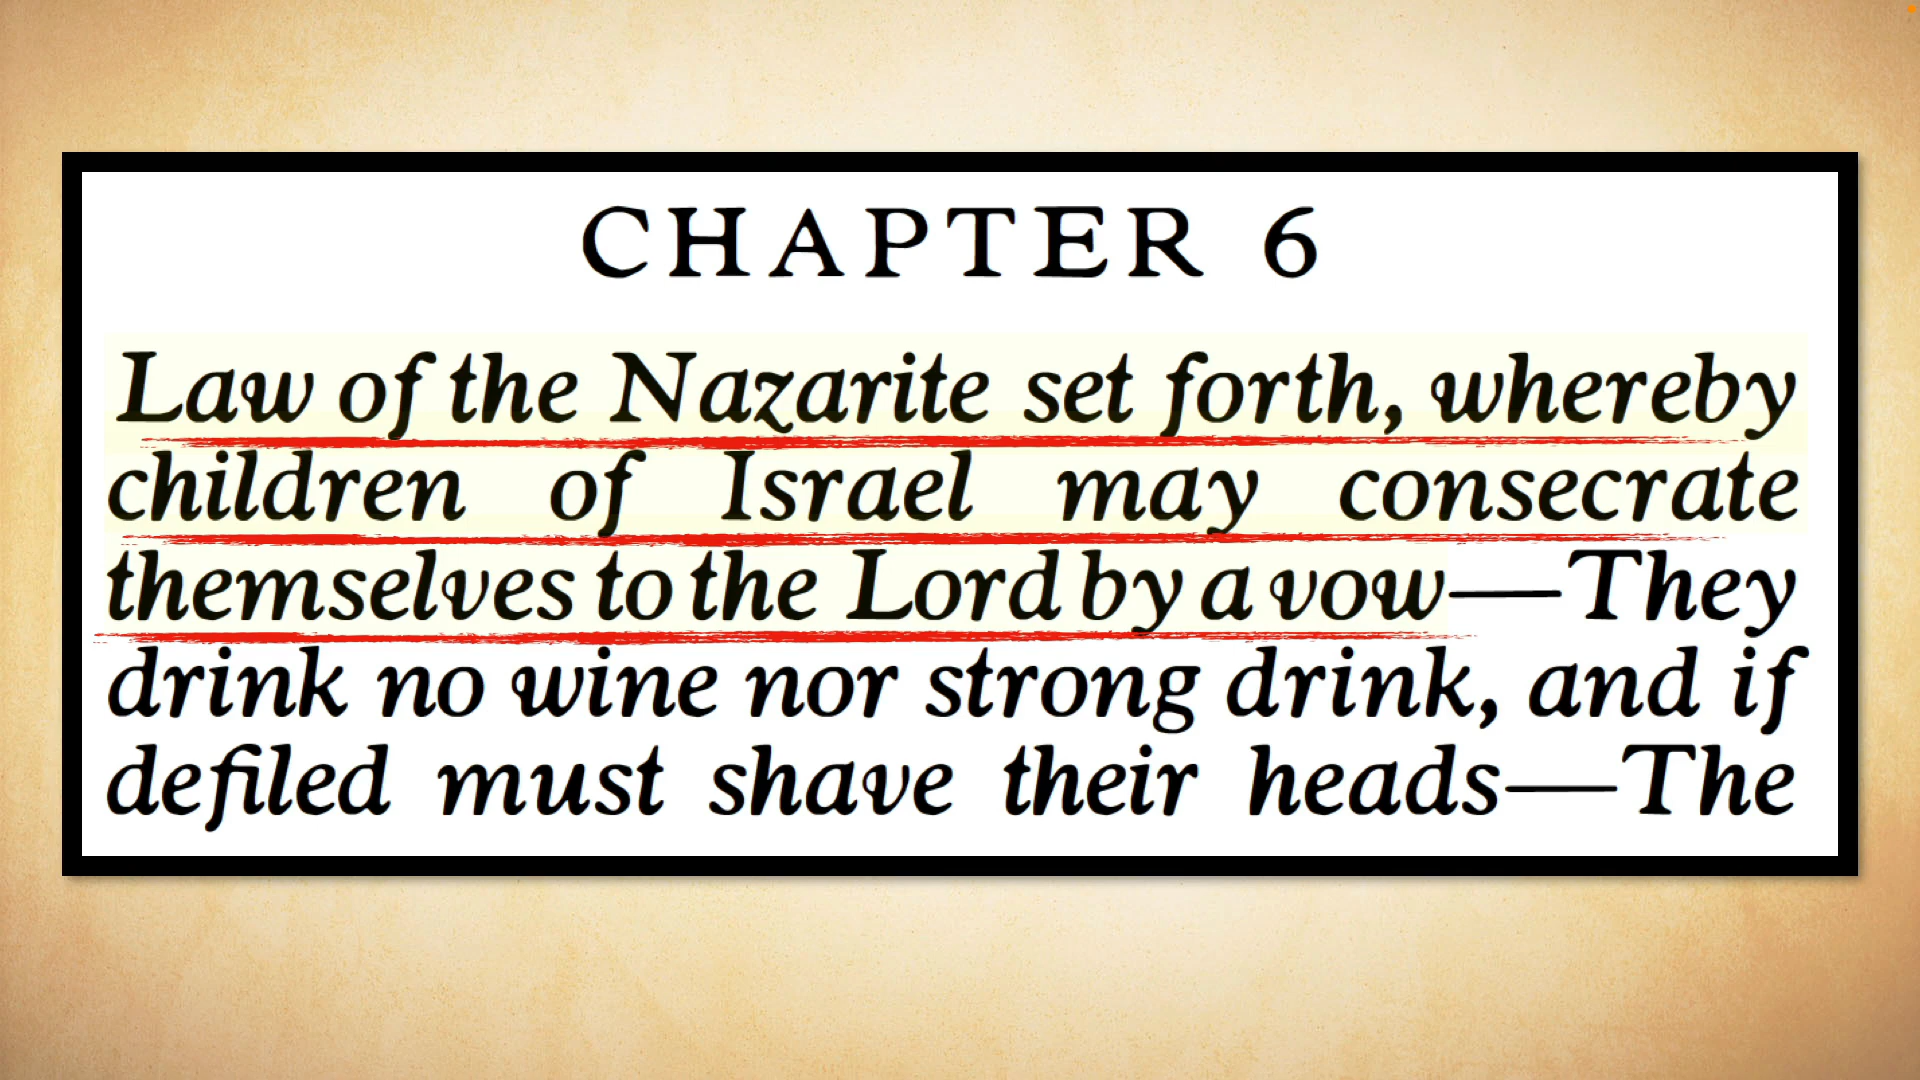 CHAPTER 6
Law of the Nazarite set forth, whereby
children of Israel may consecrate
themselves to the Lord by a vow—They
drink no wine nor strong drink, and if
defiled must shave their heads—The